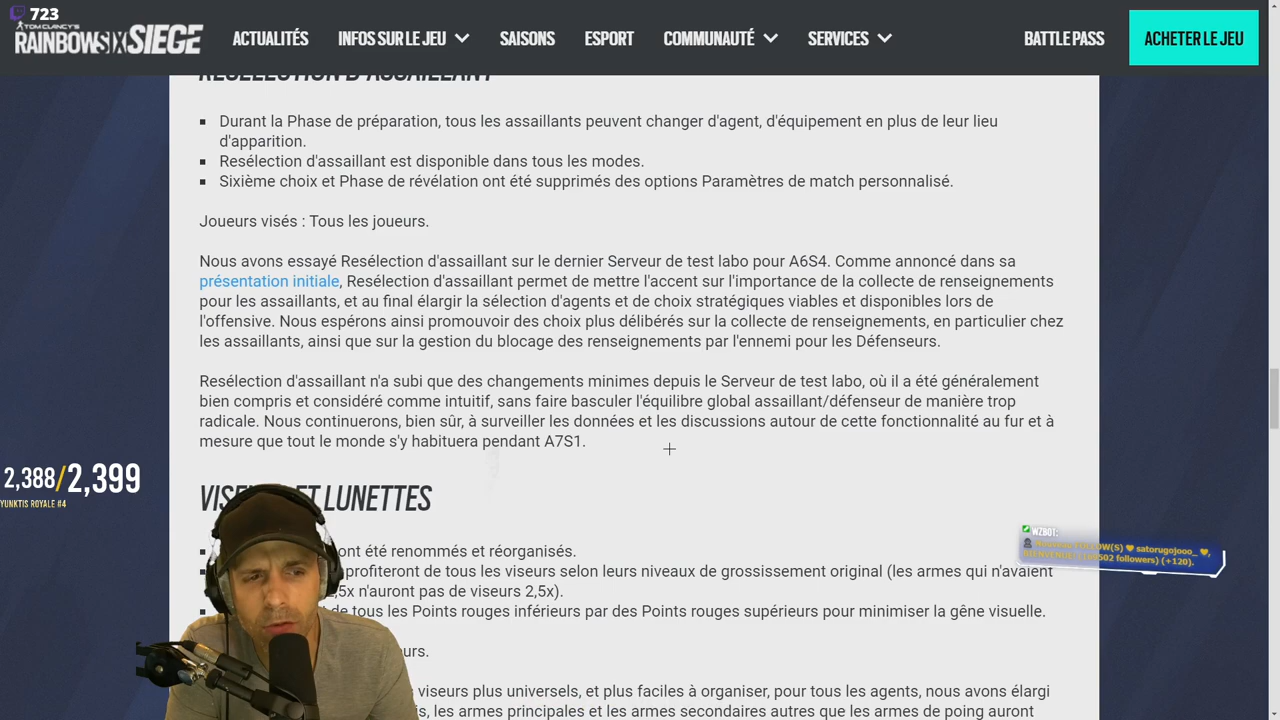 723
TOM CLANCY'S
RAINBOWSIX SIEGE
ACTUALITÉS INFOS SUR LE JEU SAISONS ESPORT COMMUNAUTÉ SERVICES BATTLE PASS ACHETER LE JEU
RESÉLECTION D'ASSAILLANT
Durant la Phase de préparation, tous les assaillants peuvent changer d'agent, d'équipement en plus de leur lieu
d'apparition.
Resélection d'assaillant est disponible dans tous les modes.
Sixième choix et Phase de révélation ont été supprimés des options Paramètres de match personnalisé.
Joueurs visés : Tous les joueurs.
Nous avons essayé Resélection d'assaillant sur le dernier Serveur de test labo pour A6S4. Comme annoncé dans sa
présentation initiale, Resélection d'assaillant permet de mettre l'accent sur l'importance de la collecte de renseignements
pour les assaillants, et au final élargir la sélection d'agents et de choix stratégiques viables et disponibles lors de
l'offensive. Nous espérons ainsi promouvoir des choix plus délibérés sur la collecte de renseignements, en particulier chez
les assaillants, ainsi que sur la gestion du blocage des renseignements par l'ennemi pour les Défenseurs.
Resélection d'assaillant n'a subi que des changements minimes depuis le Serveur de test labo, où il a été généralement
bien compris et considéré comme intuitif, sans faire basculer l'équilibre global assaillant/défenseur de manière trop
radicale. Nous continuerons, bien sûr, à surveiller les données et les discussions autour de cette fonctionnalité au fur et à
mesure que tout le monde s'y habituera pendant A7S1.
2,388/2,399
YUNKTIS ROYALE #4
ET LUNETTES
WZBOT:
Nouveau FOLLOW(S) satorugojooo_
BIENVENUE! followers) (+120).
ont été renommés et réorganisés.
profiteront de tous les viseurs selon leurs niveaux de grossissement original (les armes qui n'avaient
2,5x n'auront pas de viseurs 2,5x).
de tous les Points rouges inférieurs par des Points rouges supérieurs pour minimiser la gêne visuelle.
viseurs plus universels, et plus faciles à organiser, pour tous les agents, nous avons élargi
les armes principales et les armes secondaires autres que les armes de poing auront